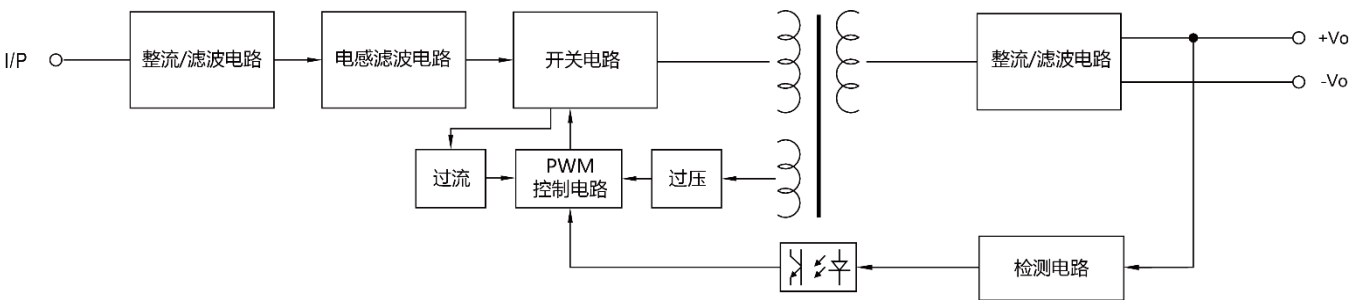 I/P
整流/滤波电路
电感滤波电路
开关电路
整流/滤波电路
+Vo
-Vo
过流
PWM
控制电路
过压
检测电路